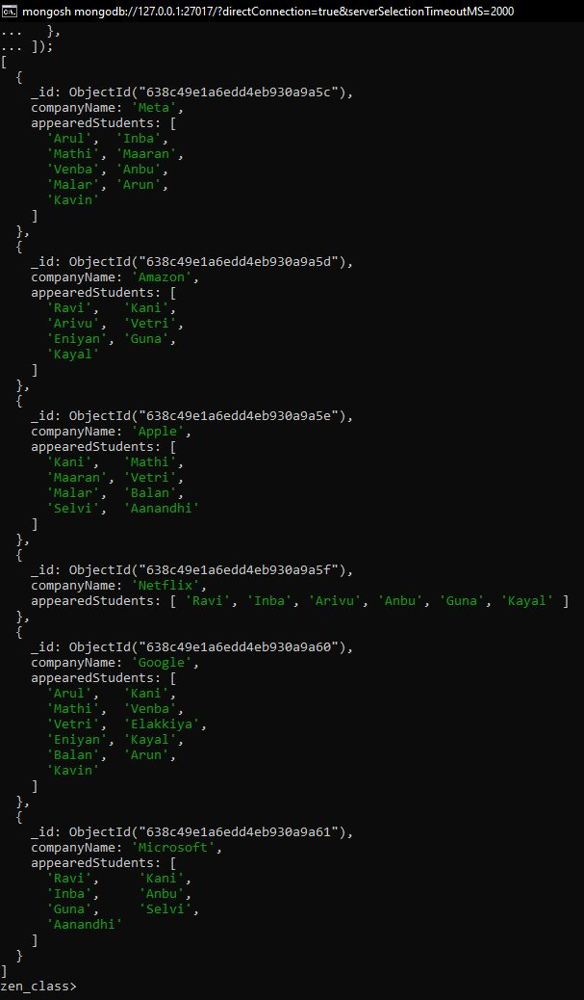 mongosh mongodb://127.0.0.1:27017/?directConnection=true&serverSelectionTimeoutMS=2000
...   },
... ]);
[
  {
    _id: ObjectId("638c49e1a6edd4eb930a9a5c"),
    companyName: 'Meta',
    appearedStudents: [
      'Arul',  'Inba',
      'Mathi', 'Maaran',
      'Venba', 'Anbu',
      'Malar', 'Arun',
      'Kavin'
    ]
  },
  {
    _id: ObjectId("638c49e1a6edd4eb930a9a5d"),
    companyName: 'Amazon',
    appearedStudents: [
      'Ravi',   'Kani',
      'Arivu',  'Vetri',
      'Eniyan', 'Guna',
      'Kayal'
    ]
  },
  {
    _id: ObjectId("638c49e1a6edd4eb930a9a5e"),
    companyName: 'Apple',
    appearedStudents: [
      'Kani',   'Mathi',
      'Maaran', 'Vetri',
      'Malar',  'Balan',
      'Selvi',  'Aanandhi'
    ]
  },
  {
    _id: ObjectId("638c49e1a6edd4eb930a9a5f"),
    companyName: 'Netflix',
    appearedStudents: [ 'Ravi', 'Inba', 'Arivu', 'Anbu', 'Guna', 'Kayal' ]
  },
  {
    _id: ObjectId("638c49e1a6edd4eb930a9a60"),
    companyName: 'Google',
    appearedStudents: [
      'Arul',   'Kani',
      'Mathi',  'Venba',
      'Vetri',  'Elakkiya',
      'Eniyan', 'Kayal',
      'Balan',  'Arun',
      'Kavin'
    ]
  },
  {
    _id: ObjectId("638c49e1a6edd4eb930a9a61"),
    companyName: 'Microsoft',
    appearedStudents: [
      'Ravi',     'Kani',
      'Inba',     'Anbu',
      'Guna',     'Selvi',
      'Aanandhi'
    ]
  }
]
zen_class>